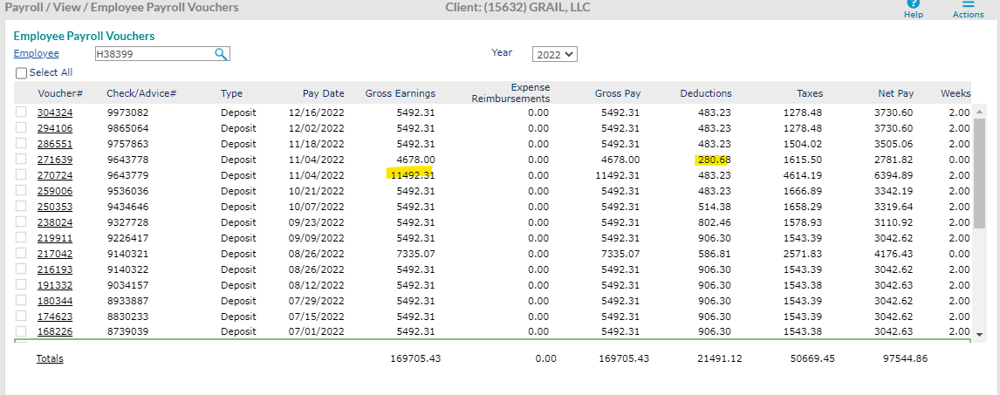 Payroll / View / Employee Payroll Vouchers Client: (15632) GRAIL, LLC Help Actions
Employee Payroll Vouchers
Employee H38399 Year 2022
Select All
Voucher# Check/Advice# Type Pay Date Gross Earnings Expense Reimbursements Gross Pay Deductions Taxes Net Pay Weeks
304324 9973082 Deposit 12/16/2022 5492.31 0.00 5492.31 483.23 1278.48 3730.60 2.00
294106 9865064 Deposit 12/02/2022 5492.31 0.00 5492.31 483.23 1278.48 3730.60 2.00
286551 9757863 Deposit 11/18/2022 5492.31 0.00 5492.31 483.23 1504.02 3505.06 2.00
271639 9643778 Deposit 11/04/2022 4678.00 0.00 4678.00 280.68 1615.50 2781.82 0.00
270724 9643779 Deposit 11/04/2022 11492.31 0.00 11492.31 483.23 4614.19 6394.89 2.00
259006 9536036 Deposit 10/21/2022 5492.31 0.00 5492.31 483.23 1666.89 3342.19 2.00
250353 9434646 Deposit 10/07/2022 5492.31 0.00 5492.31 514.38 1658.29 3319.64 2.00
238024 9327728 Deposit 09/23/2022 5492.31 0.00 5492.31 802.46 1578.93 3110.92 2.00
219911 9226417 Deposit 09/09/2022 5492.31 0.00 5492.31 906.30 1543.39 3042.62 2.00
217042 9140321 Deposit 08/26/2022 7335.07 0.00 7335.07 586.81 2571.83 4176.43 0.00
216193 9140322 Deposit 08/26/2022 5492.31 0.00 5492.31 906.30 1543.39 3042.62 2.00
191332 9034157 Deposit 08/12/2022 5492.31 0.00 5492.31 906.30 1543.38 3042.63 2.00
180344 8933887 Deposit 07/29/2022 5492.31 0.00 5492.31 906.30 1543.39 3042.62 2.00
174623 8830233 Deposit 07/15/2022 5492.31 0.00 5492.31 906.30 1543.39 3042.62 2.00
168226 8739039 Deposit 07/01/2022 5492.31 0.00 5492.31 906.30 1543.38 3042.63 2.00
Totals 169705.43 0.00 169705.43 21491.12 50669.45 97544.86